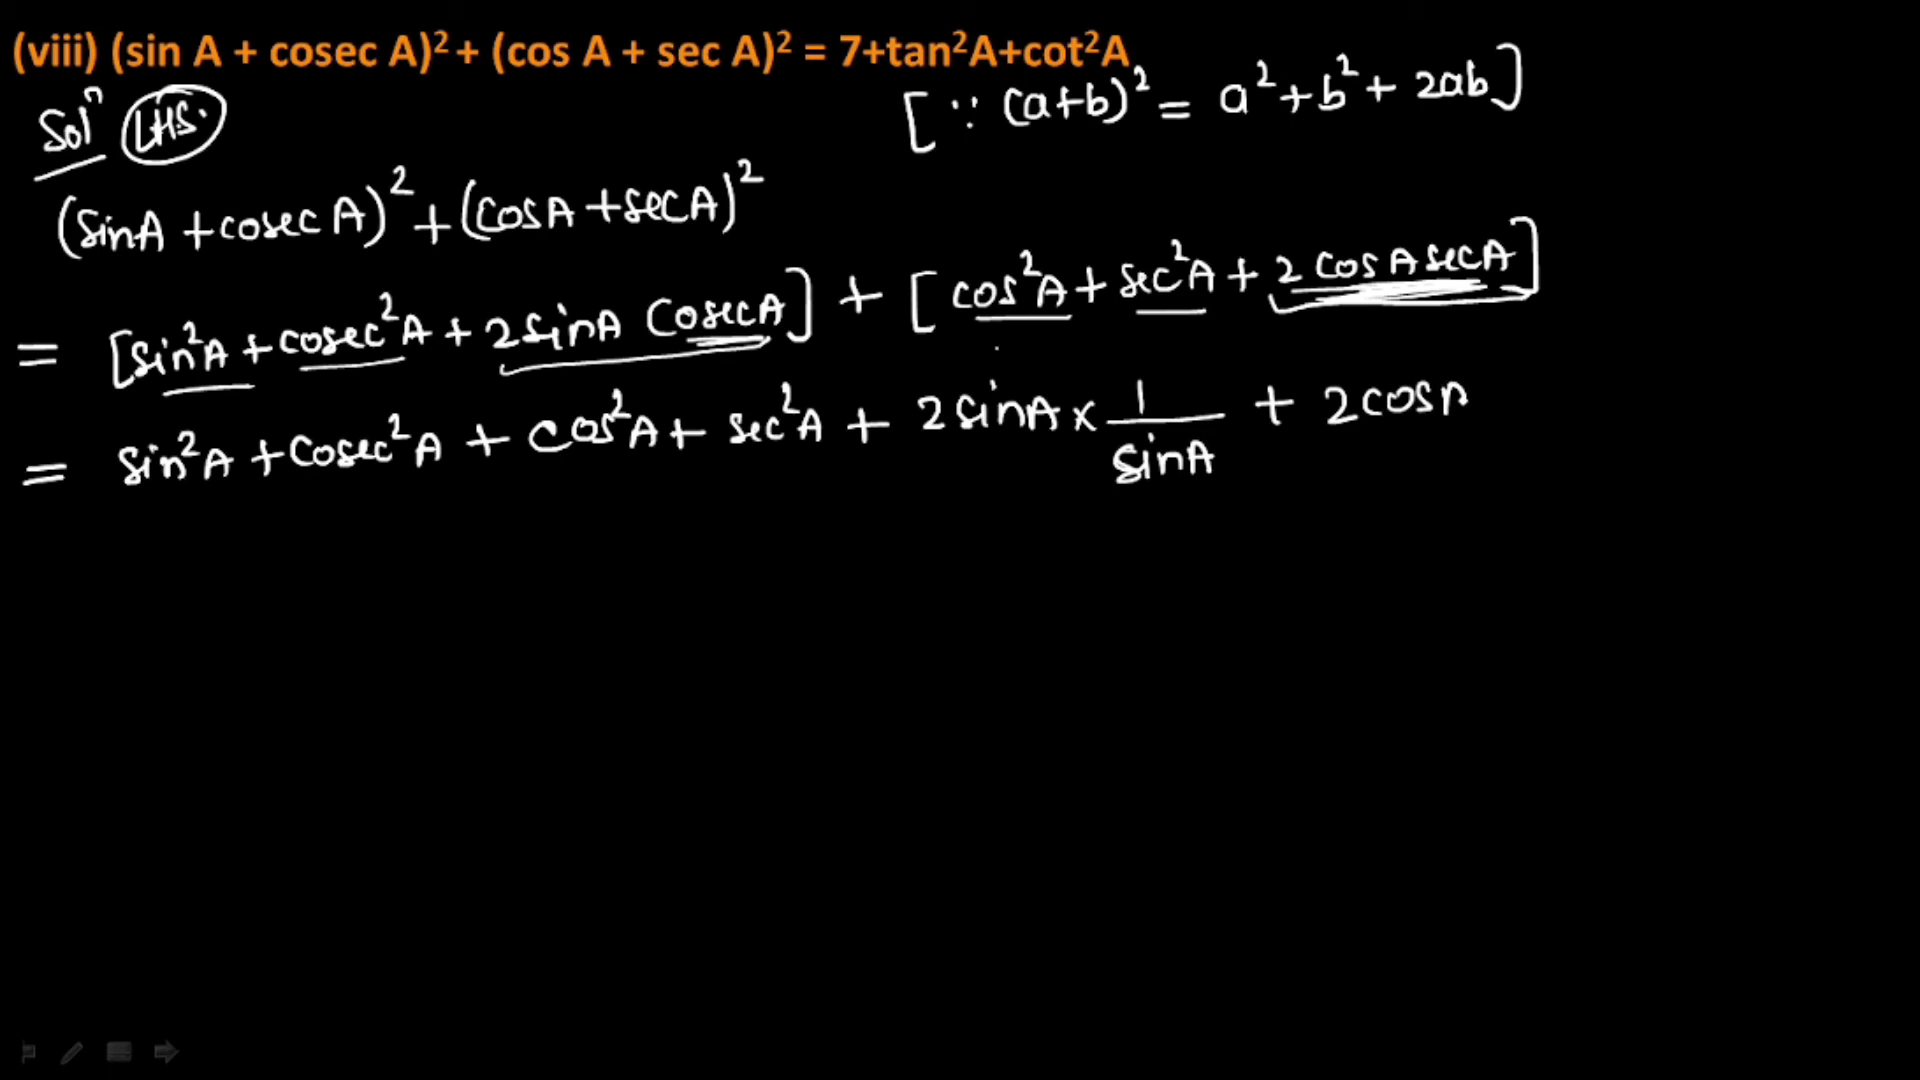 (viii) (sin A + cosec A)² + (cos A + sec A)² = 7+tan²A+cot²A
[∵ (a+b)² = a²+b²+ 2ab]
Solⁿ LHS.
(sinA + cosec A)² + (cosA + secA)²
= [sin²A + cosec²A + 2sinA CosecA] + [cos²A + sec²A + 2 cosA secA]
= sin²A + Cosec²A + cos²A + sec²A + 2sinA × 1/sinA + 2cosA